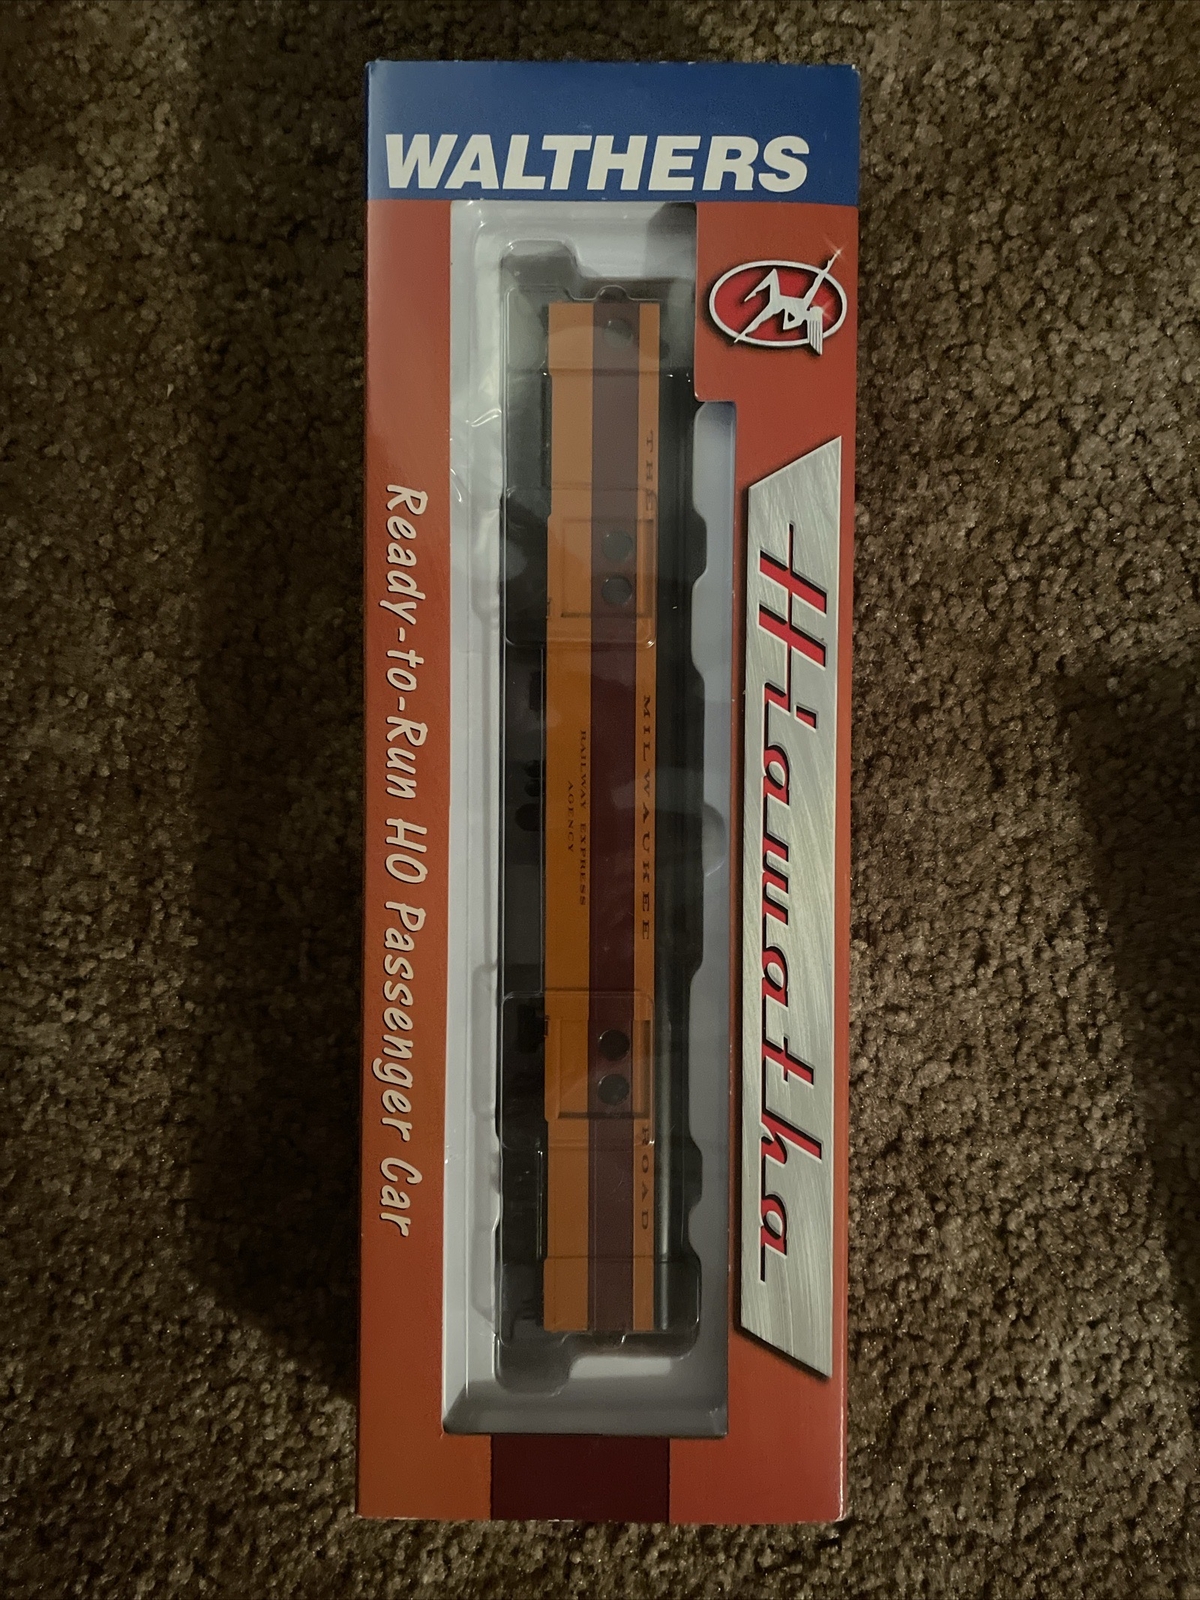 WALTHERS
Hiawatha
THE MILWAUKEE ROAD
RAILWAY EXPRESS
AGENCY
Ready-to-Run HO Passenger Car